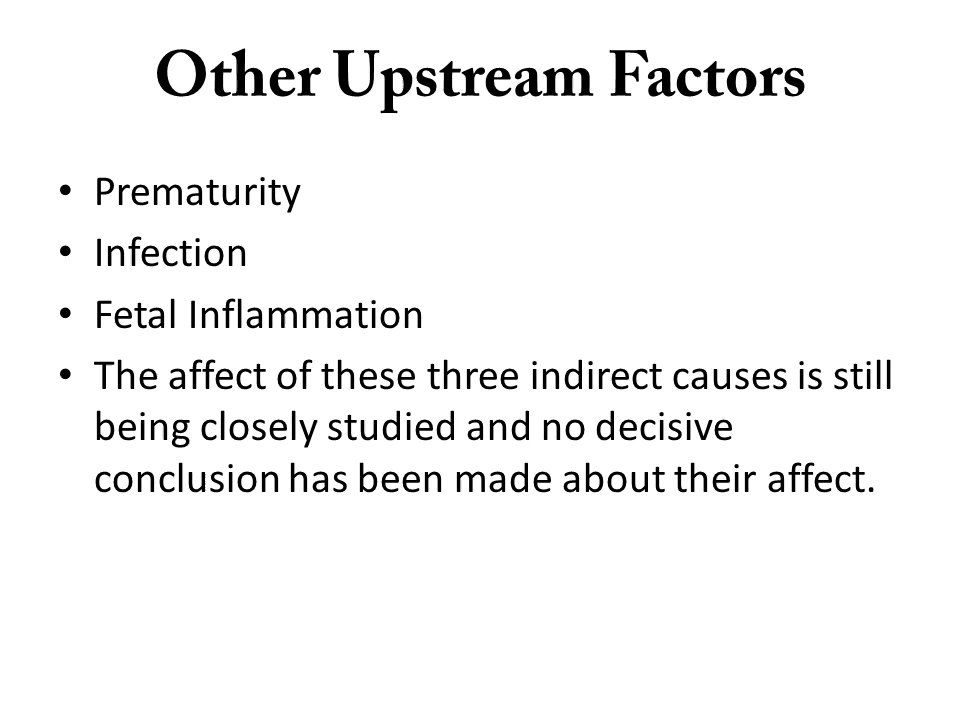 Other Upstream Factors
• Prematurity
• Infection
• Fetal Inflammation
• The affect of these three indirect causes is still
being closely studied and no decisive
conclusion has been made about their affect.